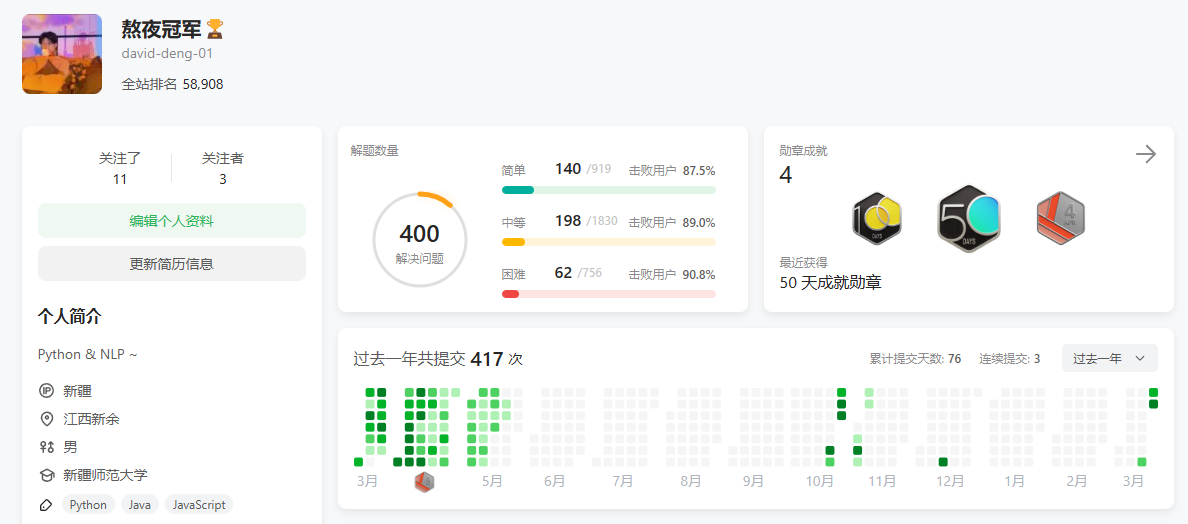 熬夜冠军🏆
david-deng-01
全站排名 58,908
关注了 关注者
11 3
编辑个人资料
更新简历信息
个人简介
Python & NLP ~
IP 新疆
江西新余
男
新疆师范大学
Python Java JavaScript
解题数量
400
解决问题
简单 140 /919 击败用户 87.5%
中等 198 /1830 击败用户 89.0%
困难 62 /756 击败用户 90.8%
勋章成就
4
100 DAYS
50 DAYS
4
最近获得
50 天成就勋章
过去一年共提交 417 次
累计提交天数: 76 连续提交: 3 过去一年
3月 5月 6月 7月 8月 9月 10月 11月 12月 1月 2月 3月